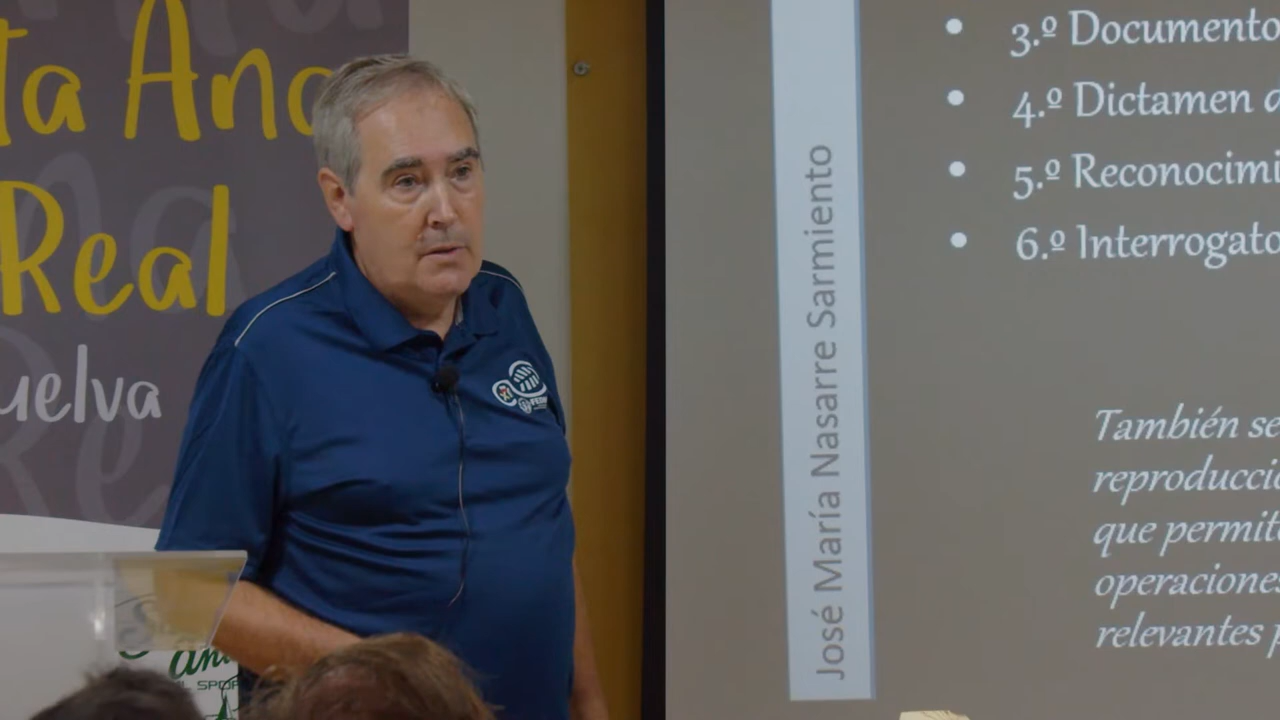 ta Ana
Real
uelva
3.º Documento
4.º Dictamen
5.º Reconocimi
6.º Interrogato
José María Nasarre Sarmiento
También se
reproducci
que permit
operaciones
relevantes